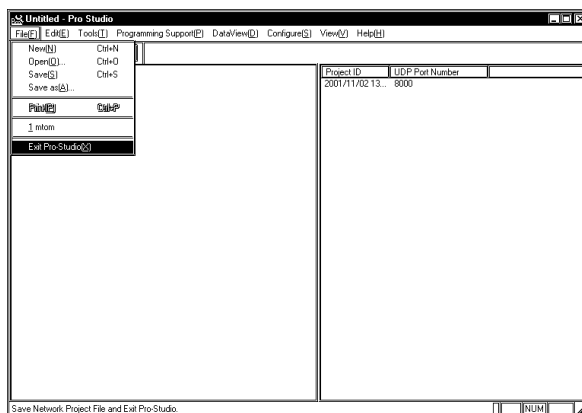 Untitled - Pro Studio
File(F) Edit(E) Tools(T) Programming Support(P) DataView(D) Configure(S) View(V) Help(H)
New(N) Ctrl+N
Open(O)... Ctrl+O
Save(S) Ctrl+S
Save as(A)...
Print(P) Ctrl+P
1 mtom
Exit Pro-Studio(X)
Project ID UDP Port Number
2001/11/02 13... 8000
Save Network Project File and Exit Pro-Studio.
NUM